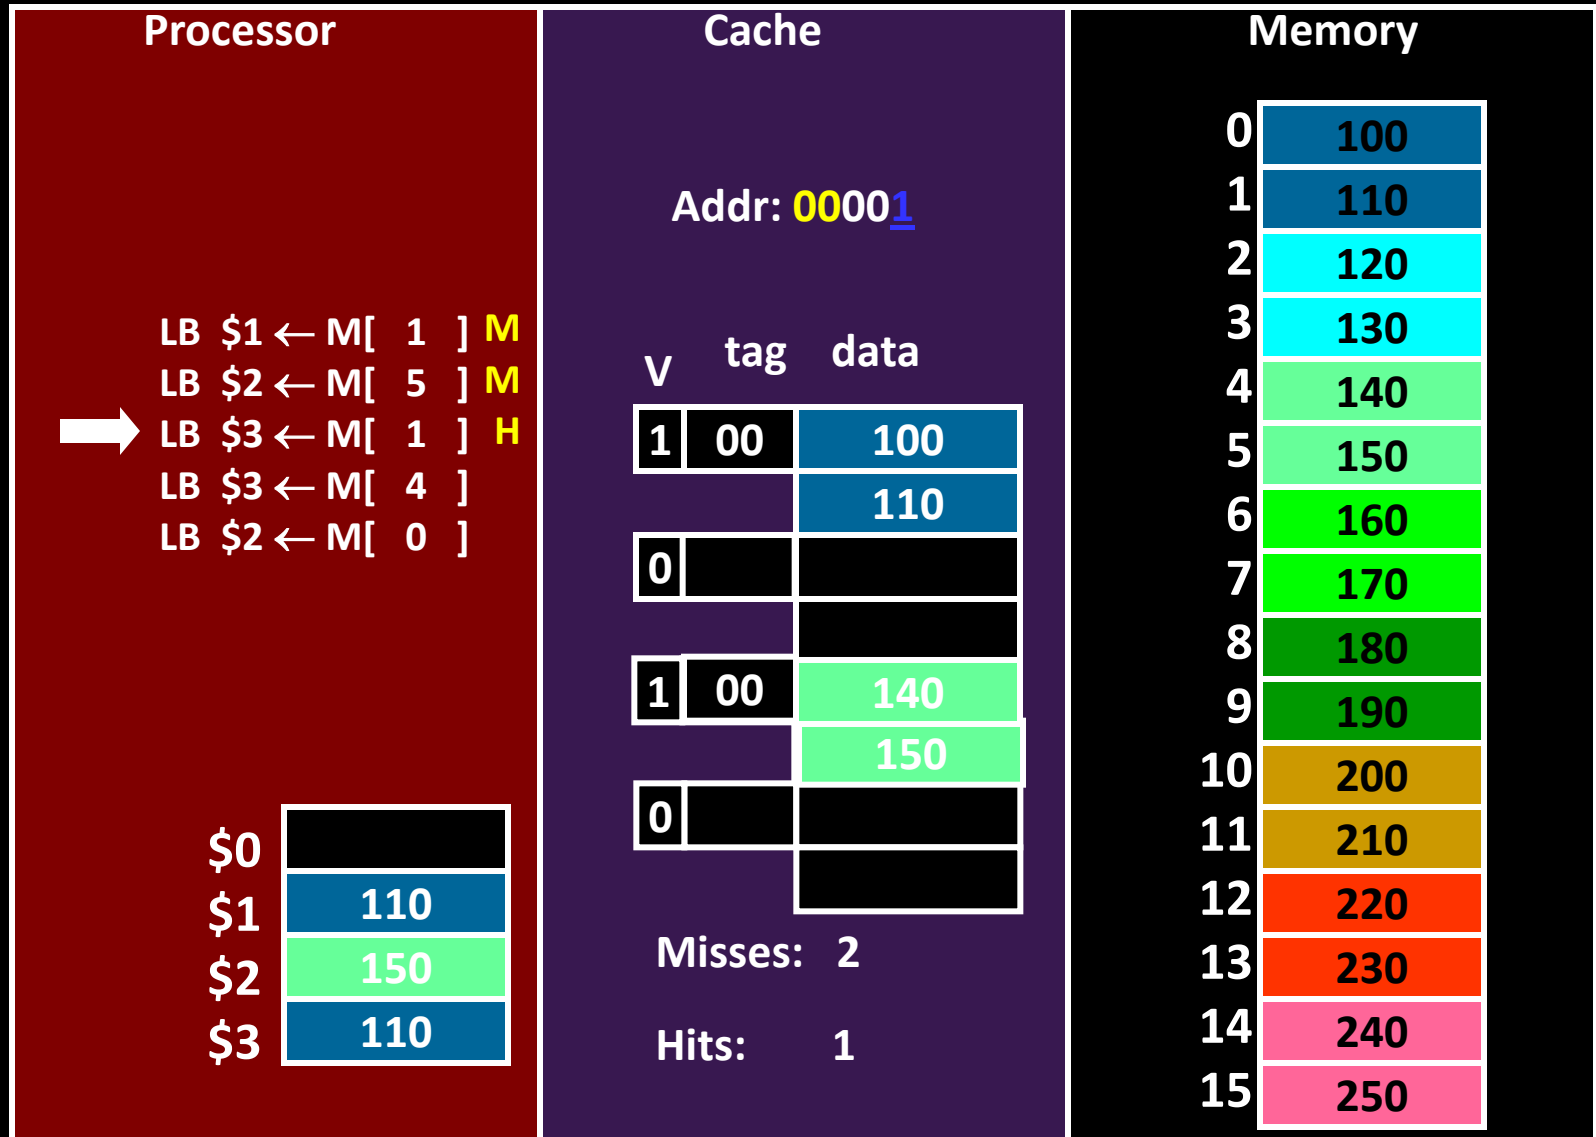 Processor
LB $1 ← M[ 1 ] M
LB $2 ← M[ 5 ] M
LB $3 ← M[ 1 ] H
LB $3 ← M[ 4 ]
LB $2 ← M[ 0 ]
$0
$1 110
$2 150
$3 110
Cache
Addr: 00001
V tag data
1 00 100
110
0
1 00 140
150
0
Misses: 2
Hits: 1
Memory
0 100
1 110
2 120
3 130
4 140
5 150
6 160
7 170
8 180
9 190
10 200
11 210
12 220
13 230
14 240
15 250